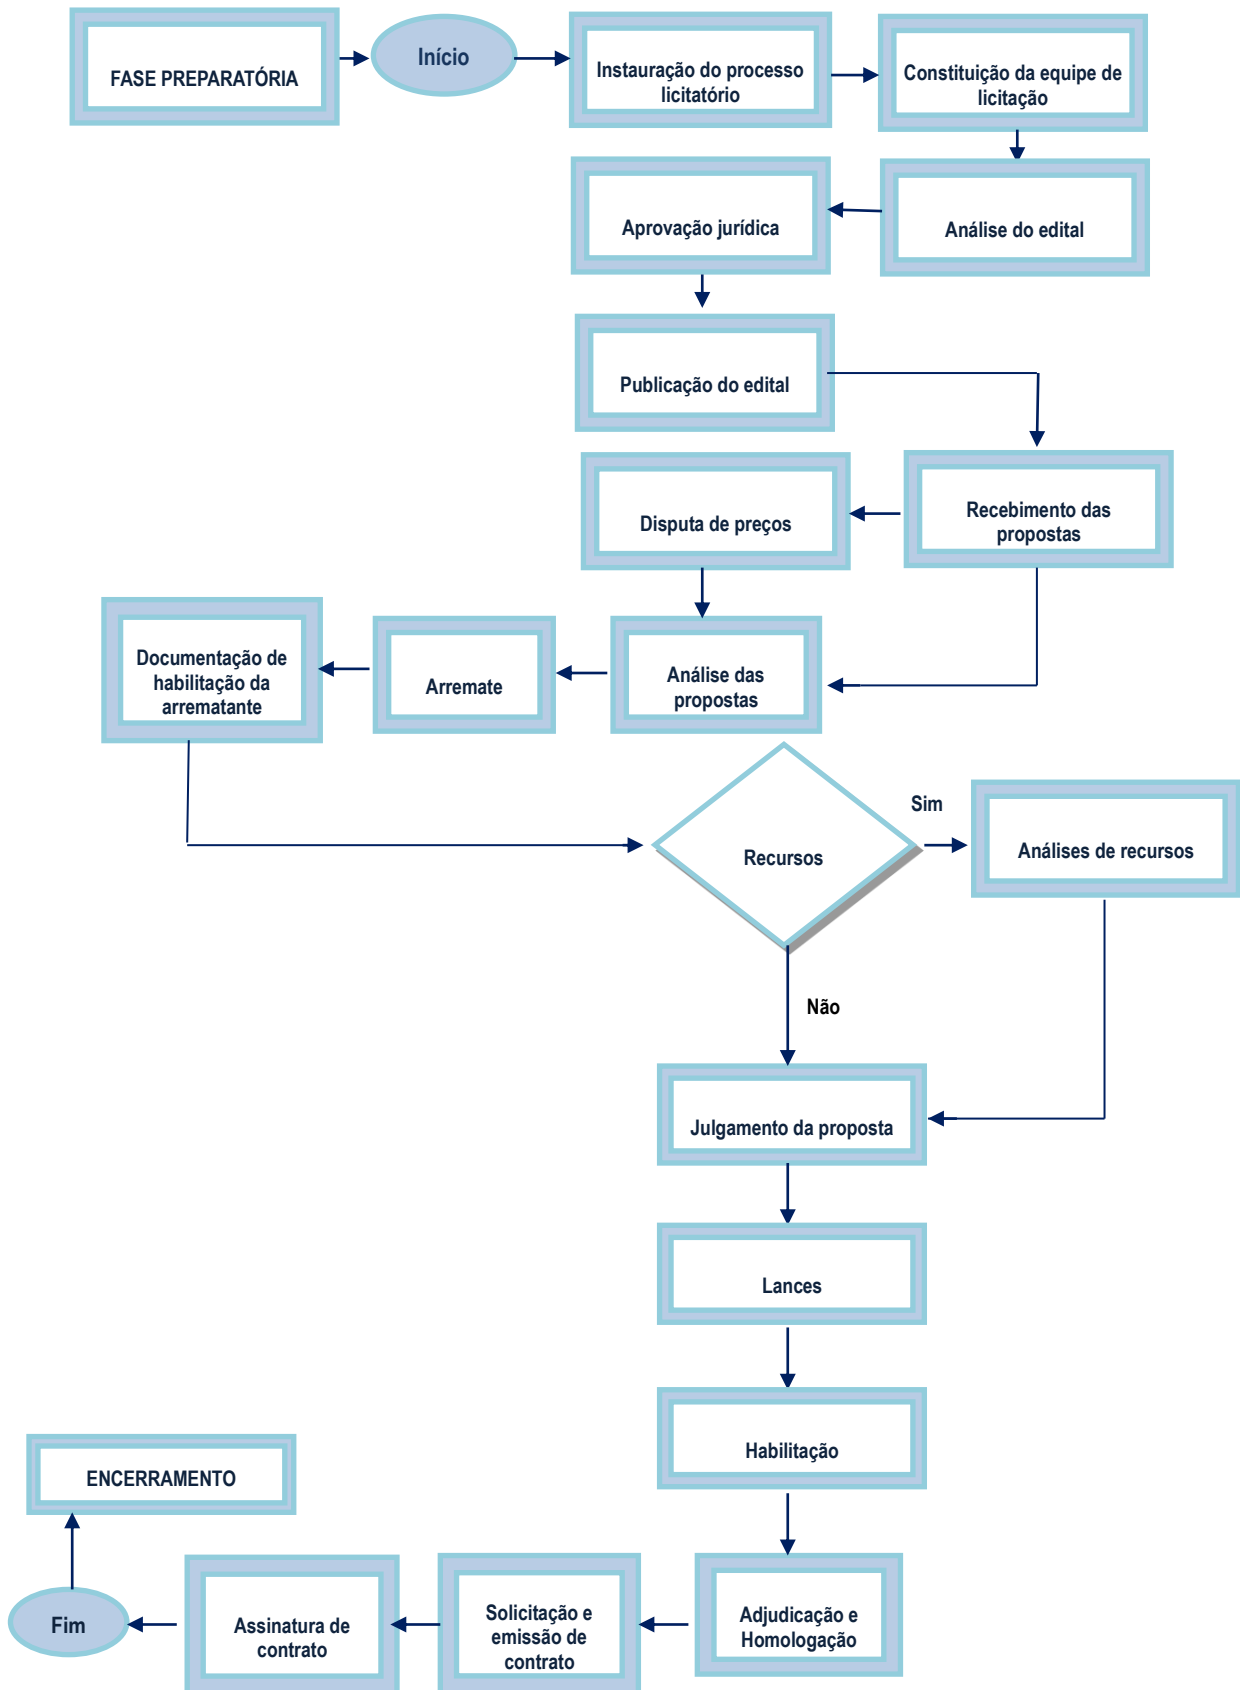 FASE PREPARATÓRIA
Início
Instauração do processo
licitatório
Constituição da equipe de
licitação
Aprovação jurídica
Análise do edital
Publicação do edital
Disputa de preços
Recebimento das
propostas
Documentação de
habilitação da
arrematante
Arremate
Análise das
propostas
Recursos
Sim
Análises de recursos
Não
Julgamento da proposta
Lances
Habilitação
ENCERRAMENTO
Fim
Assinatura de
contrato
Solicitação e
emissão de
contrato
Adjudicação e
Homologação